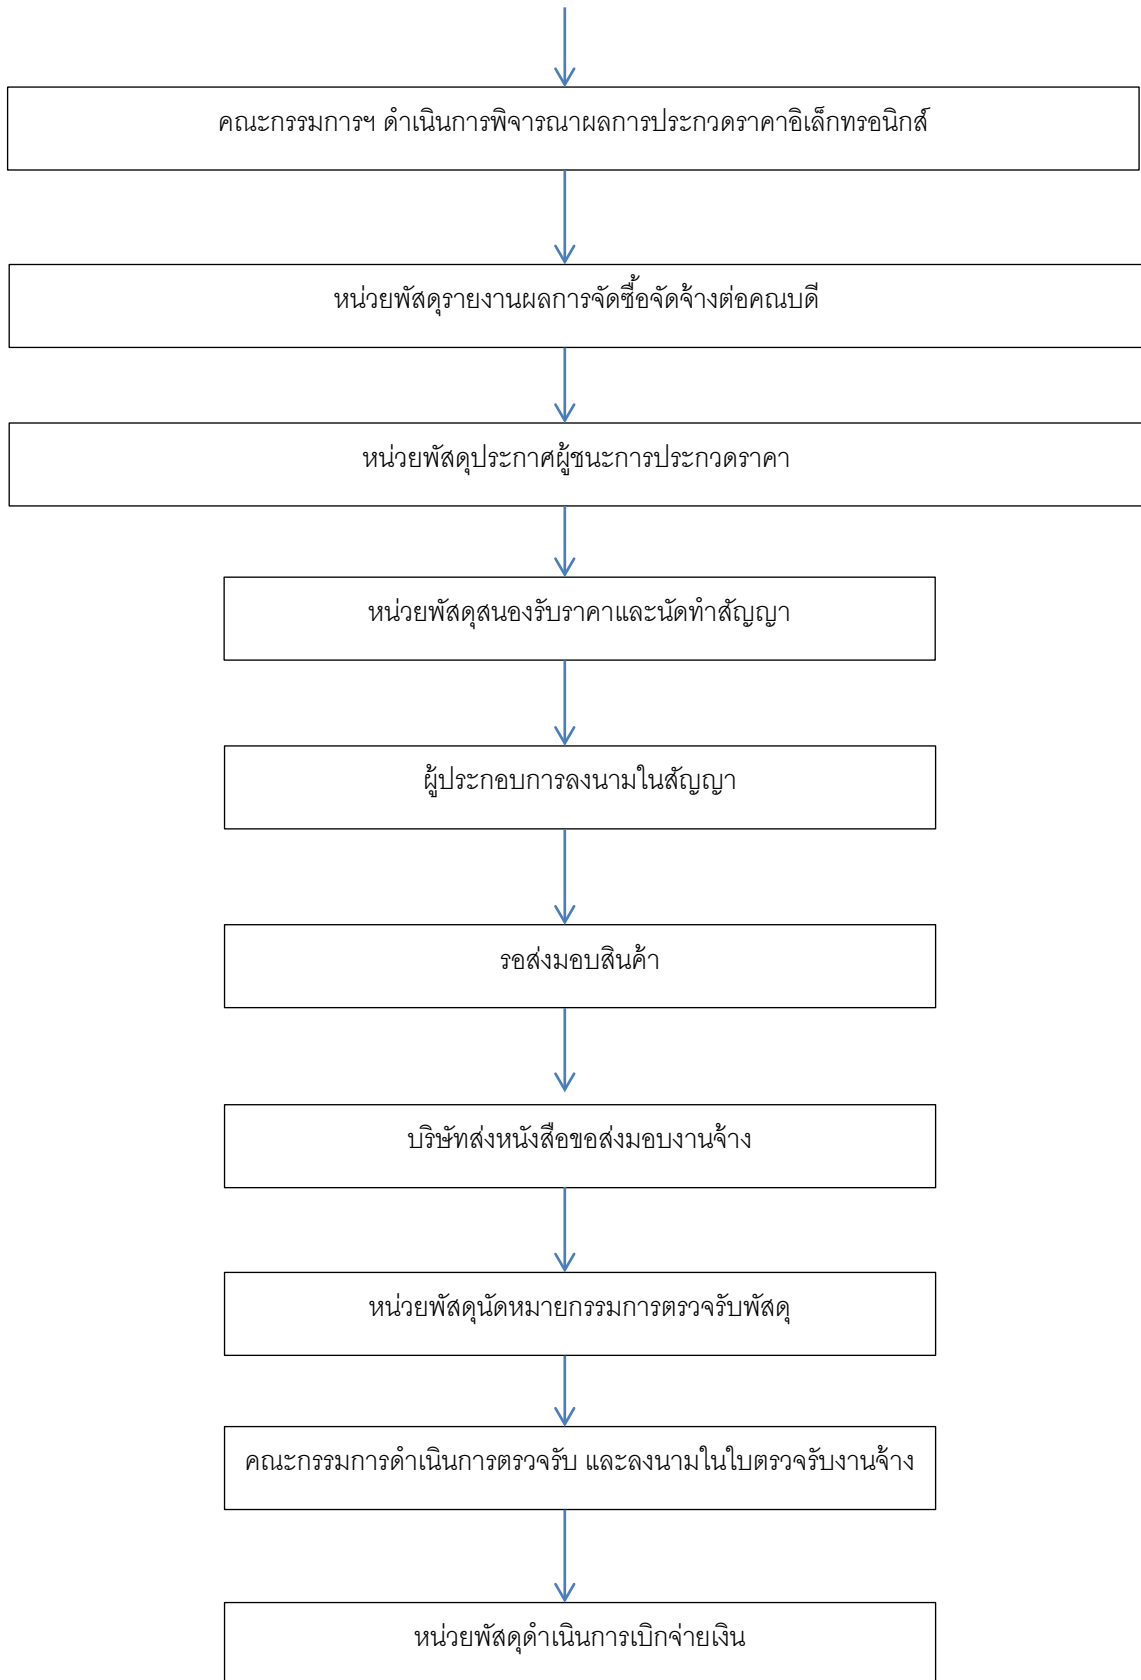 คณะกรรมการฯ ดำเนินการพิจารณาผลการประกวดราคาอิเล็กทรอนิกส์
หน่วยพัสดุรายงานผลการจัดซื้อจัดจ้างต่อคณบดี
หน่วยพัสดุประกาศผู้ชนะการประกวดราคา
หน่วยพัสดุสนองรับราคาและนัดทำสัญญา
ผู้ประกอบการลงนามในสัญญา
รอส่งมอบสินค้า
บริษัทส่งหนังสือขอส่งมอบงานจ้าง
หน่วยพัสดุนัดหมายกรรมการตรวจรับพัสดุ
คณะกรรมการดำเนินการตรวจรับ และลงนามในใบตรวจรับงานจ้าง
หน่วยพัสดุดำเนินการเบิกจ่ายเงิน